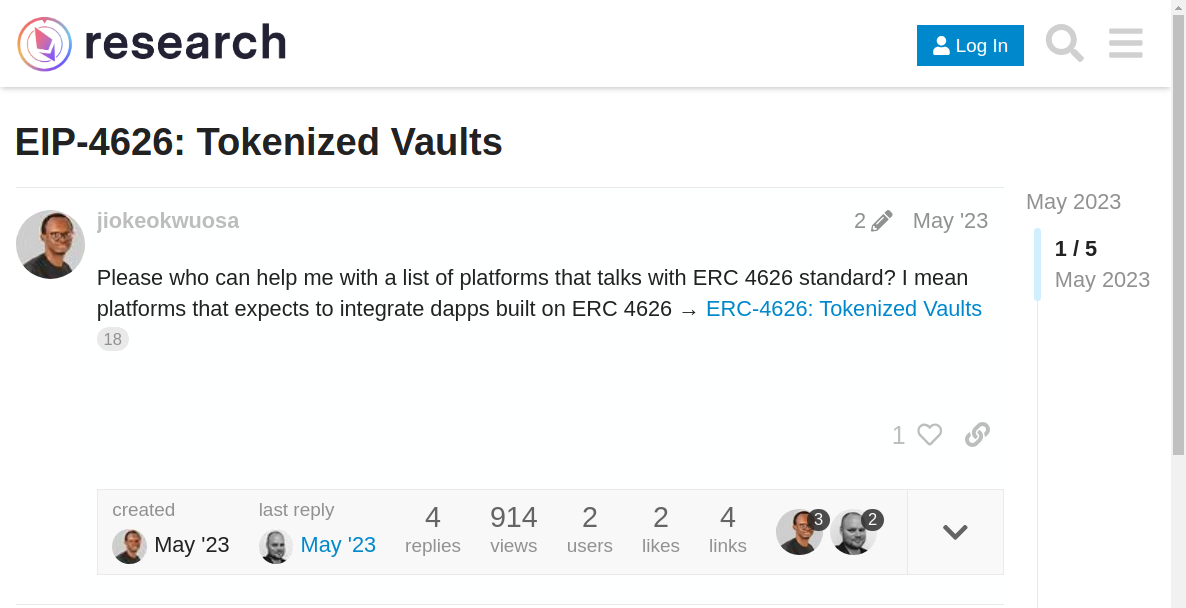 research
Log In
EIP-4626: Tokenized Vaults
jiokeokwuosa
2
May '23
Please who can help me with a list of platforms that talks with ERC 4626 standard? I mean
platforms that expects to integrate dapps built on ERC 4626 → ERC-4626: Tokenized Vaults
18
1
created
May '23
last reply
May '23
4
replies
914
views
2
users
2
likes
4
links
3
2
May 2023
1 / 5
May 2023